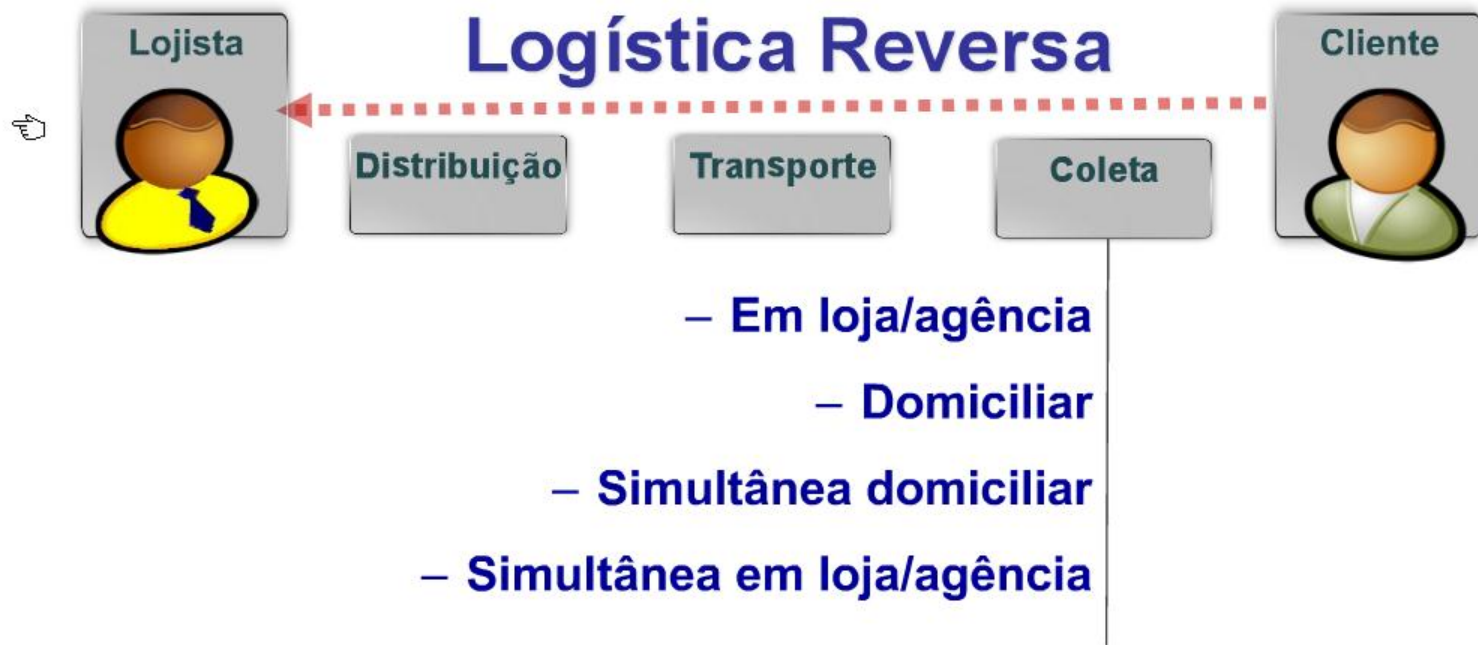 Lojista
Logística Reversa
Cliente
Distribuição
Transporte
Coleta
– Em loja/agência
– Domiciliar
– Simultânea domiciliar
– Simultânea em loja/agência